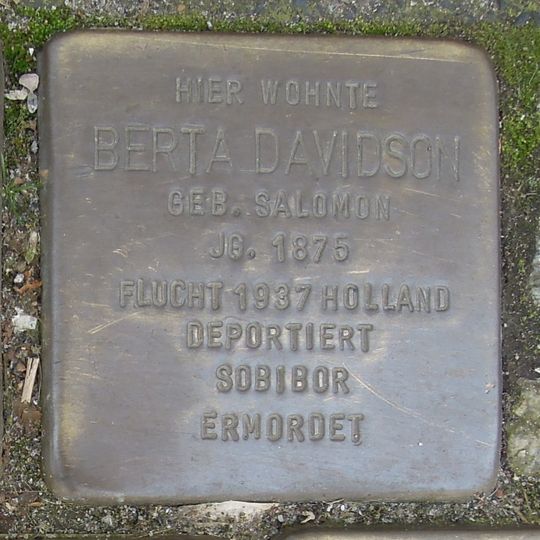 HIER WOHNTE
BERTA DAVIDSON
GEB. SALOMON
JG. 1875
FLUCHT 1937 HOLLAND
DEPORTIERT
SOBIBOR
ERMORDET